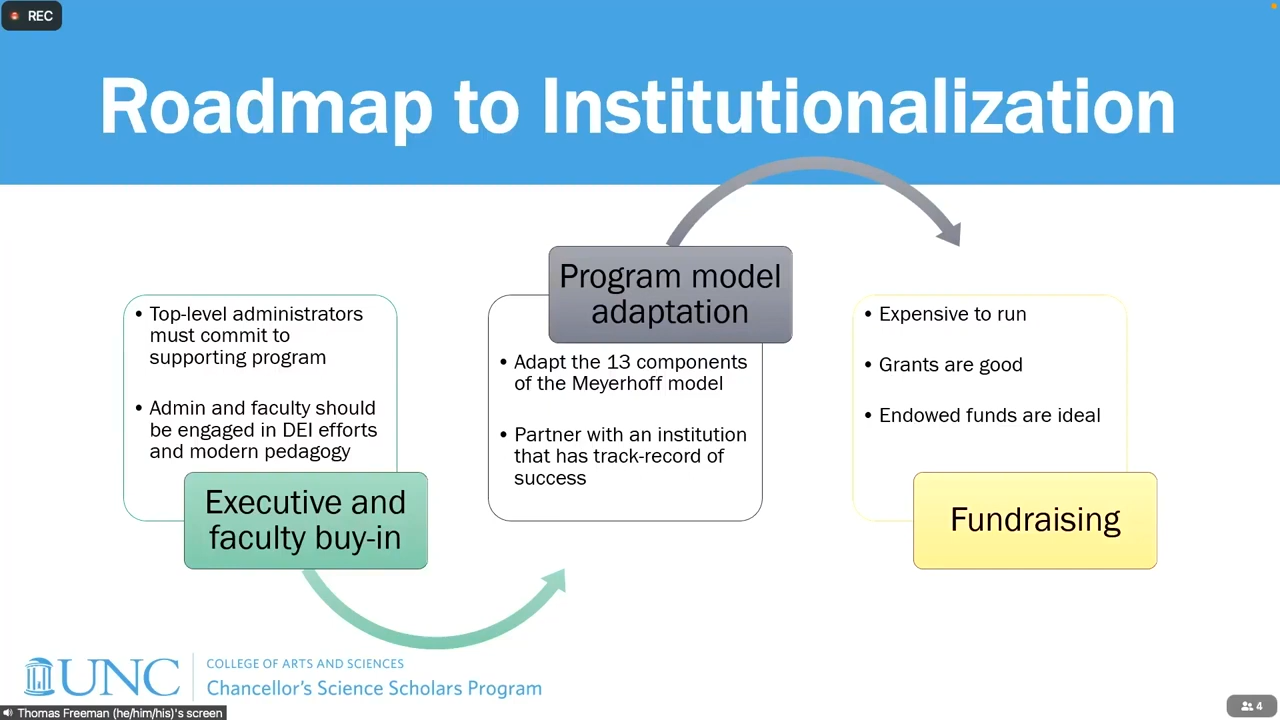 REC
Roadmap to Institutionalization
• Top-level administrators
must commit to
supporting program
• Admin and faculty should
be engaged in DEI efforts
and modern pedagogy
Executive and
faculty buy-in
Program model
adaptation
• Adapt the 13 components
of the Meyerhoff model
• Partner with an institution
that has track-record of
success
• Expensive to run
• Grants are good
• Endowed funds are ideal
Fundraising
UNC
COLLEGE OF ARTS AND SCIENCES
Chancellor's Science Scholars Program
Thomas Freeman (he/him/his)'s screen
4